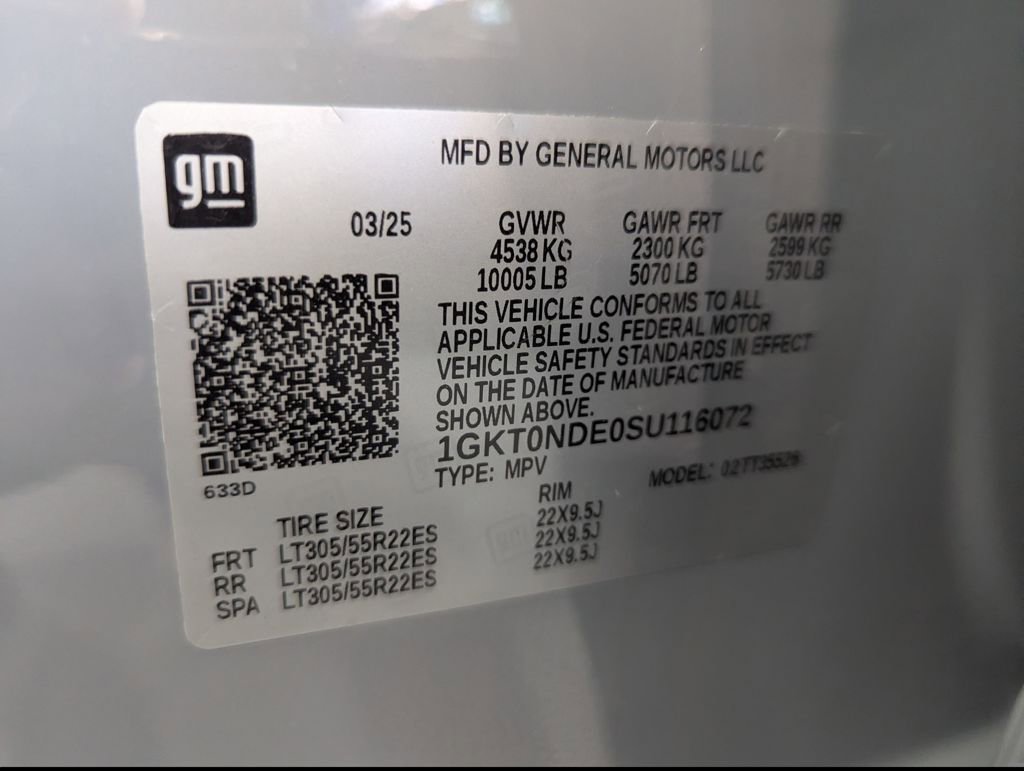 gm
MFD BY GENERAL MOTORS LLC
03/25 GVWR GAWR FRT GAWR RR
4538 KG 2300 KG 2599 KG
10005 LB 5070 LB 5730 LB
THIS VEHICLE CONFORMS TO ALL
APPLICABLE U.S. FEDERAL MOTOR
VEHICLE SAFETY STANDARDS IN EFFECT
ON THE DATE OF MANUFACTURE
SHOWN ABOVE.
1GKT0NDE0SU116072
TYPE: MPV MODEL: 02TT35526
633D
TIRE SIZE RIM
FRT LT305/55R22ES 22X9.5J
RR LT305/55R22ES 22X9.5J
SPA LT305/55R22ES 22X9.5J
gm